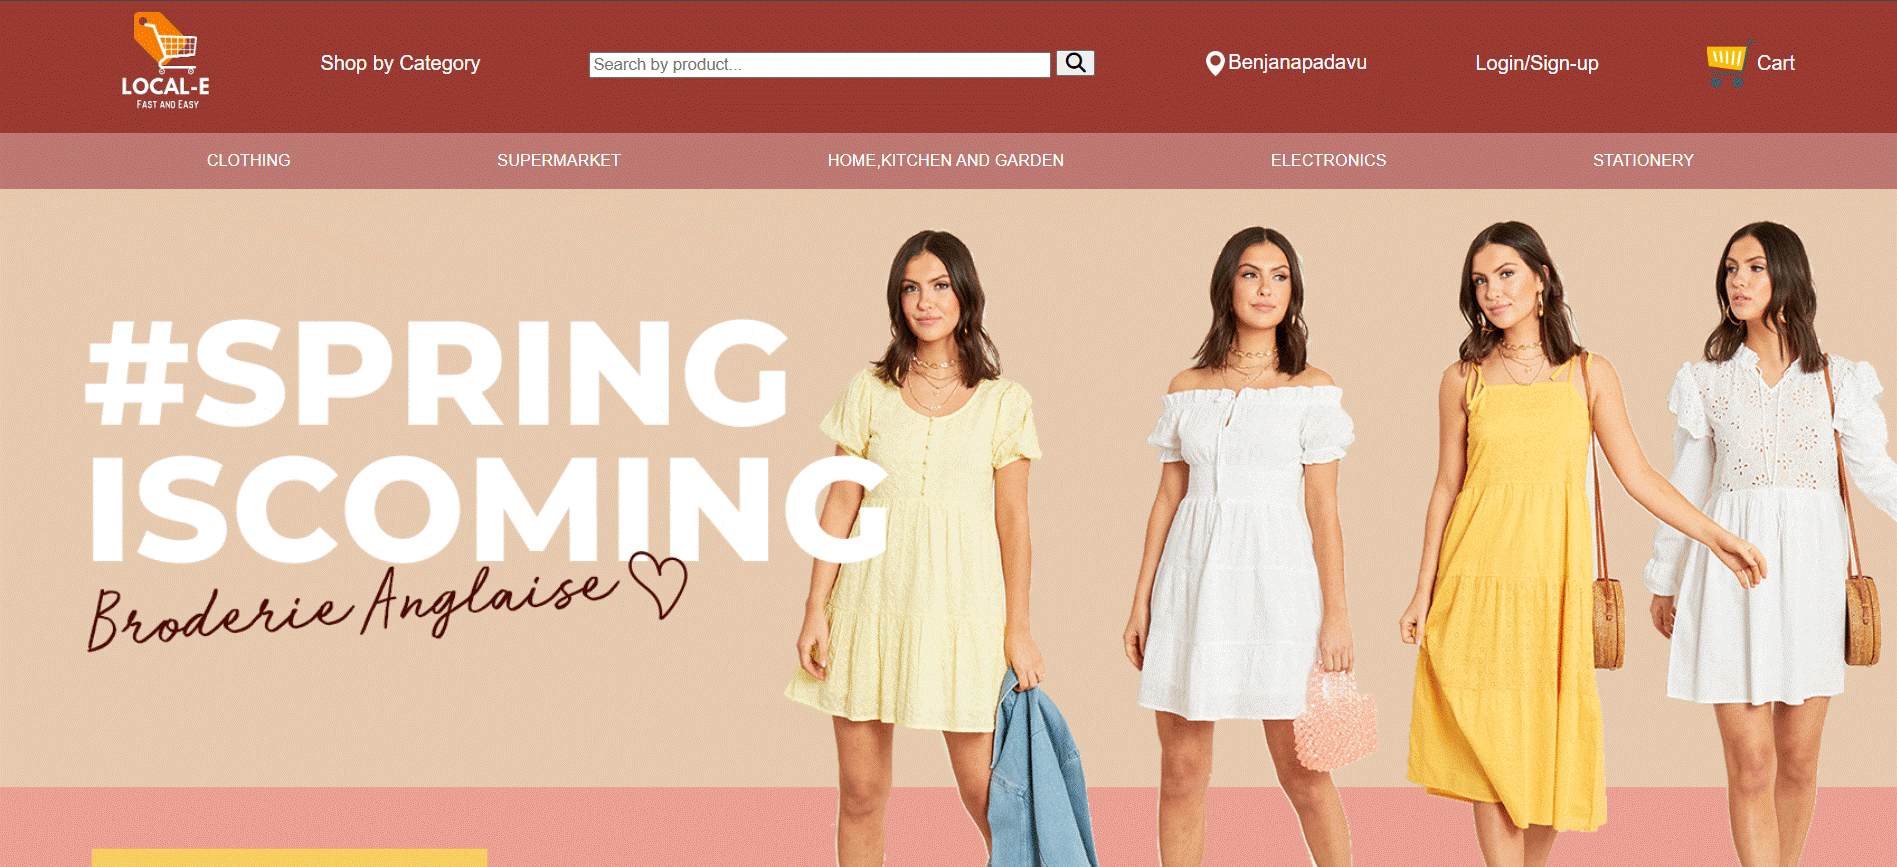 LOCAL-E
FAST AND EASY
Shop by Category
Search by product...
Benjanapadavu
Login/Sign-up
Cart
CLOTHING
SUPERMARKET
HOME,KITCHEN AND GARDEN
ELECTRONICS
STATIONERY
#SPRING
ISCOMING
Broderie Anglaise